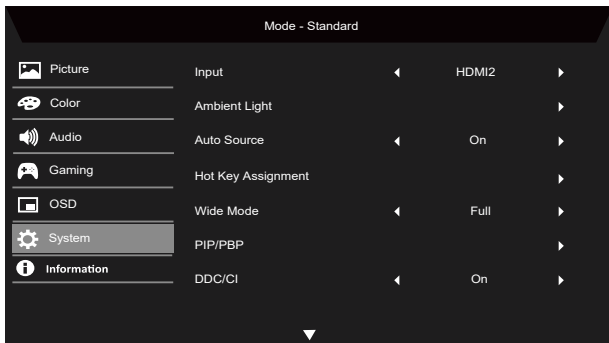 Mode - Standard
Picture
Color
Audio
Gaming
OSD
System
Information
Input HDMI2
Ambient Light
Auto Source On
Hot Key Assignment
Wide Mode Full
PIP/PBP
DDC/CI On